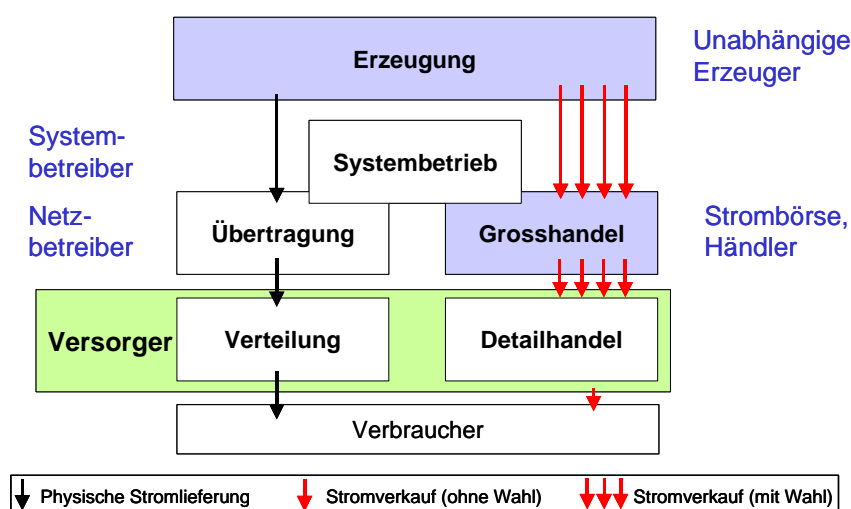 Erzeugung
Unabhängige
Erzeuger
System-
betreiber
Systembetrieb
Netz-
betreiber
Übertragung
Grosshandel
Strombörse,
Händler
Versorger
Verteilung
Detailhandel
Verbraucher
Physische Stromlieferung
Stromverkauf (ohne Wahl)
Stromverkauf (mit Wahl)